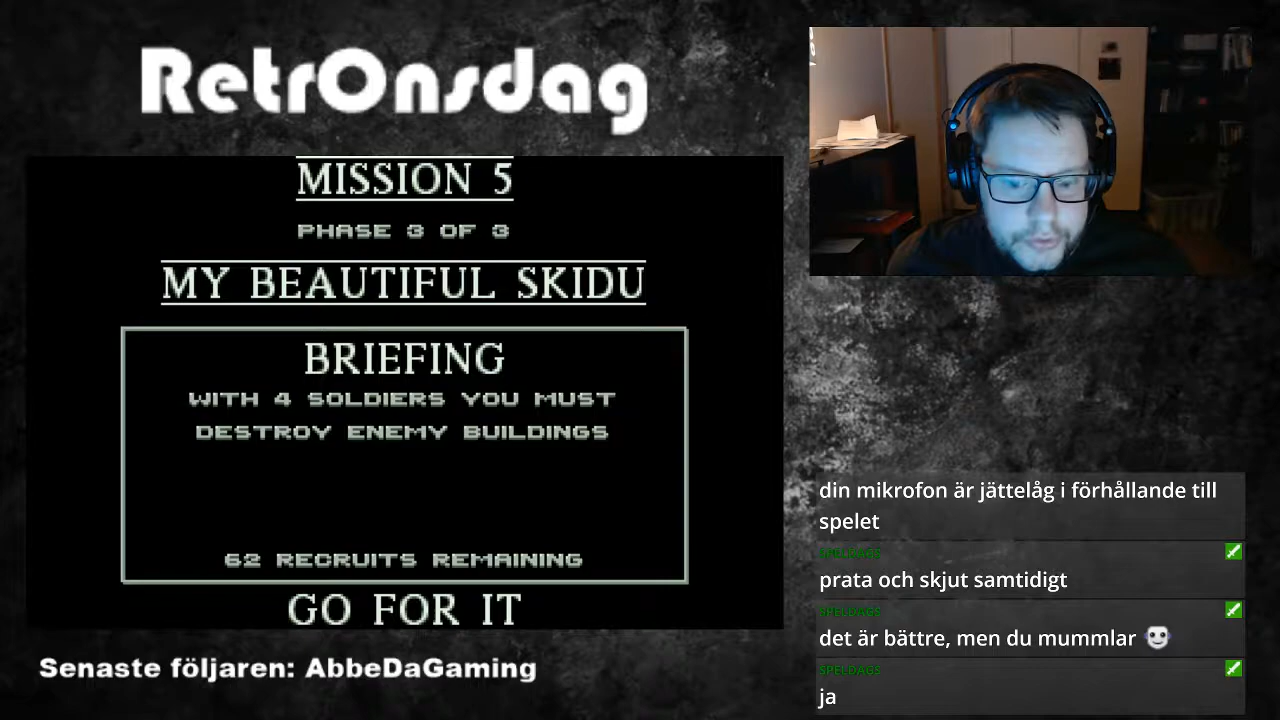 RetrOnsdag
MISSION 5
PHASE 3 OF 3
MY BEAUTIFUL SKIDU
BRIEFING
WITH 4 SOLDIERS YOU MUST
DESTROY ENEMY BUILDINGS
62 RECRUITS REMAINING
GO FOR IT
Senaste följaren: AbbeDaGaming
din mikrofon är jättelåg i förhållande till
spelet
SPELDAGS
prata och skjut samtidigt
SPELDAGS
det är bättre, men du mummlar
SPELDAGS
ja